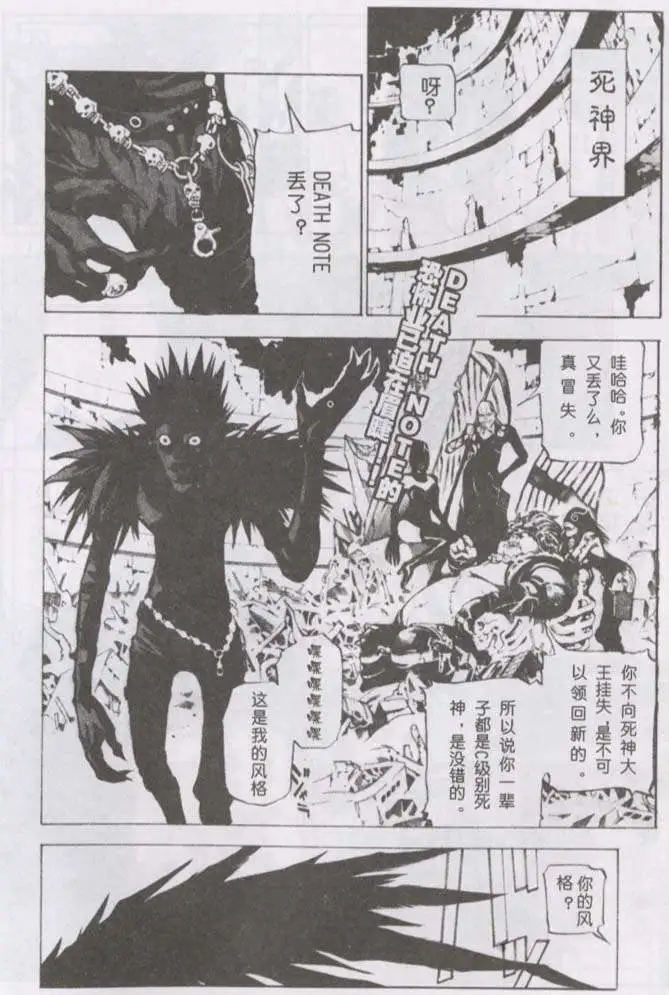 死神界
呀?
DEATH NOTE
丢了?
DEATH NOTE的
恐怖业已迫在眉睫!!
哇哈哈。你
又丢了么,
真冒失。
你不向死神大
王挂失,是不可
以领回新的。
所以说你一辈
子都是C级别死
神,是没错的。
嘿嘿嘿嘿嘿
这是我的风格
你的风
格?